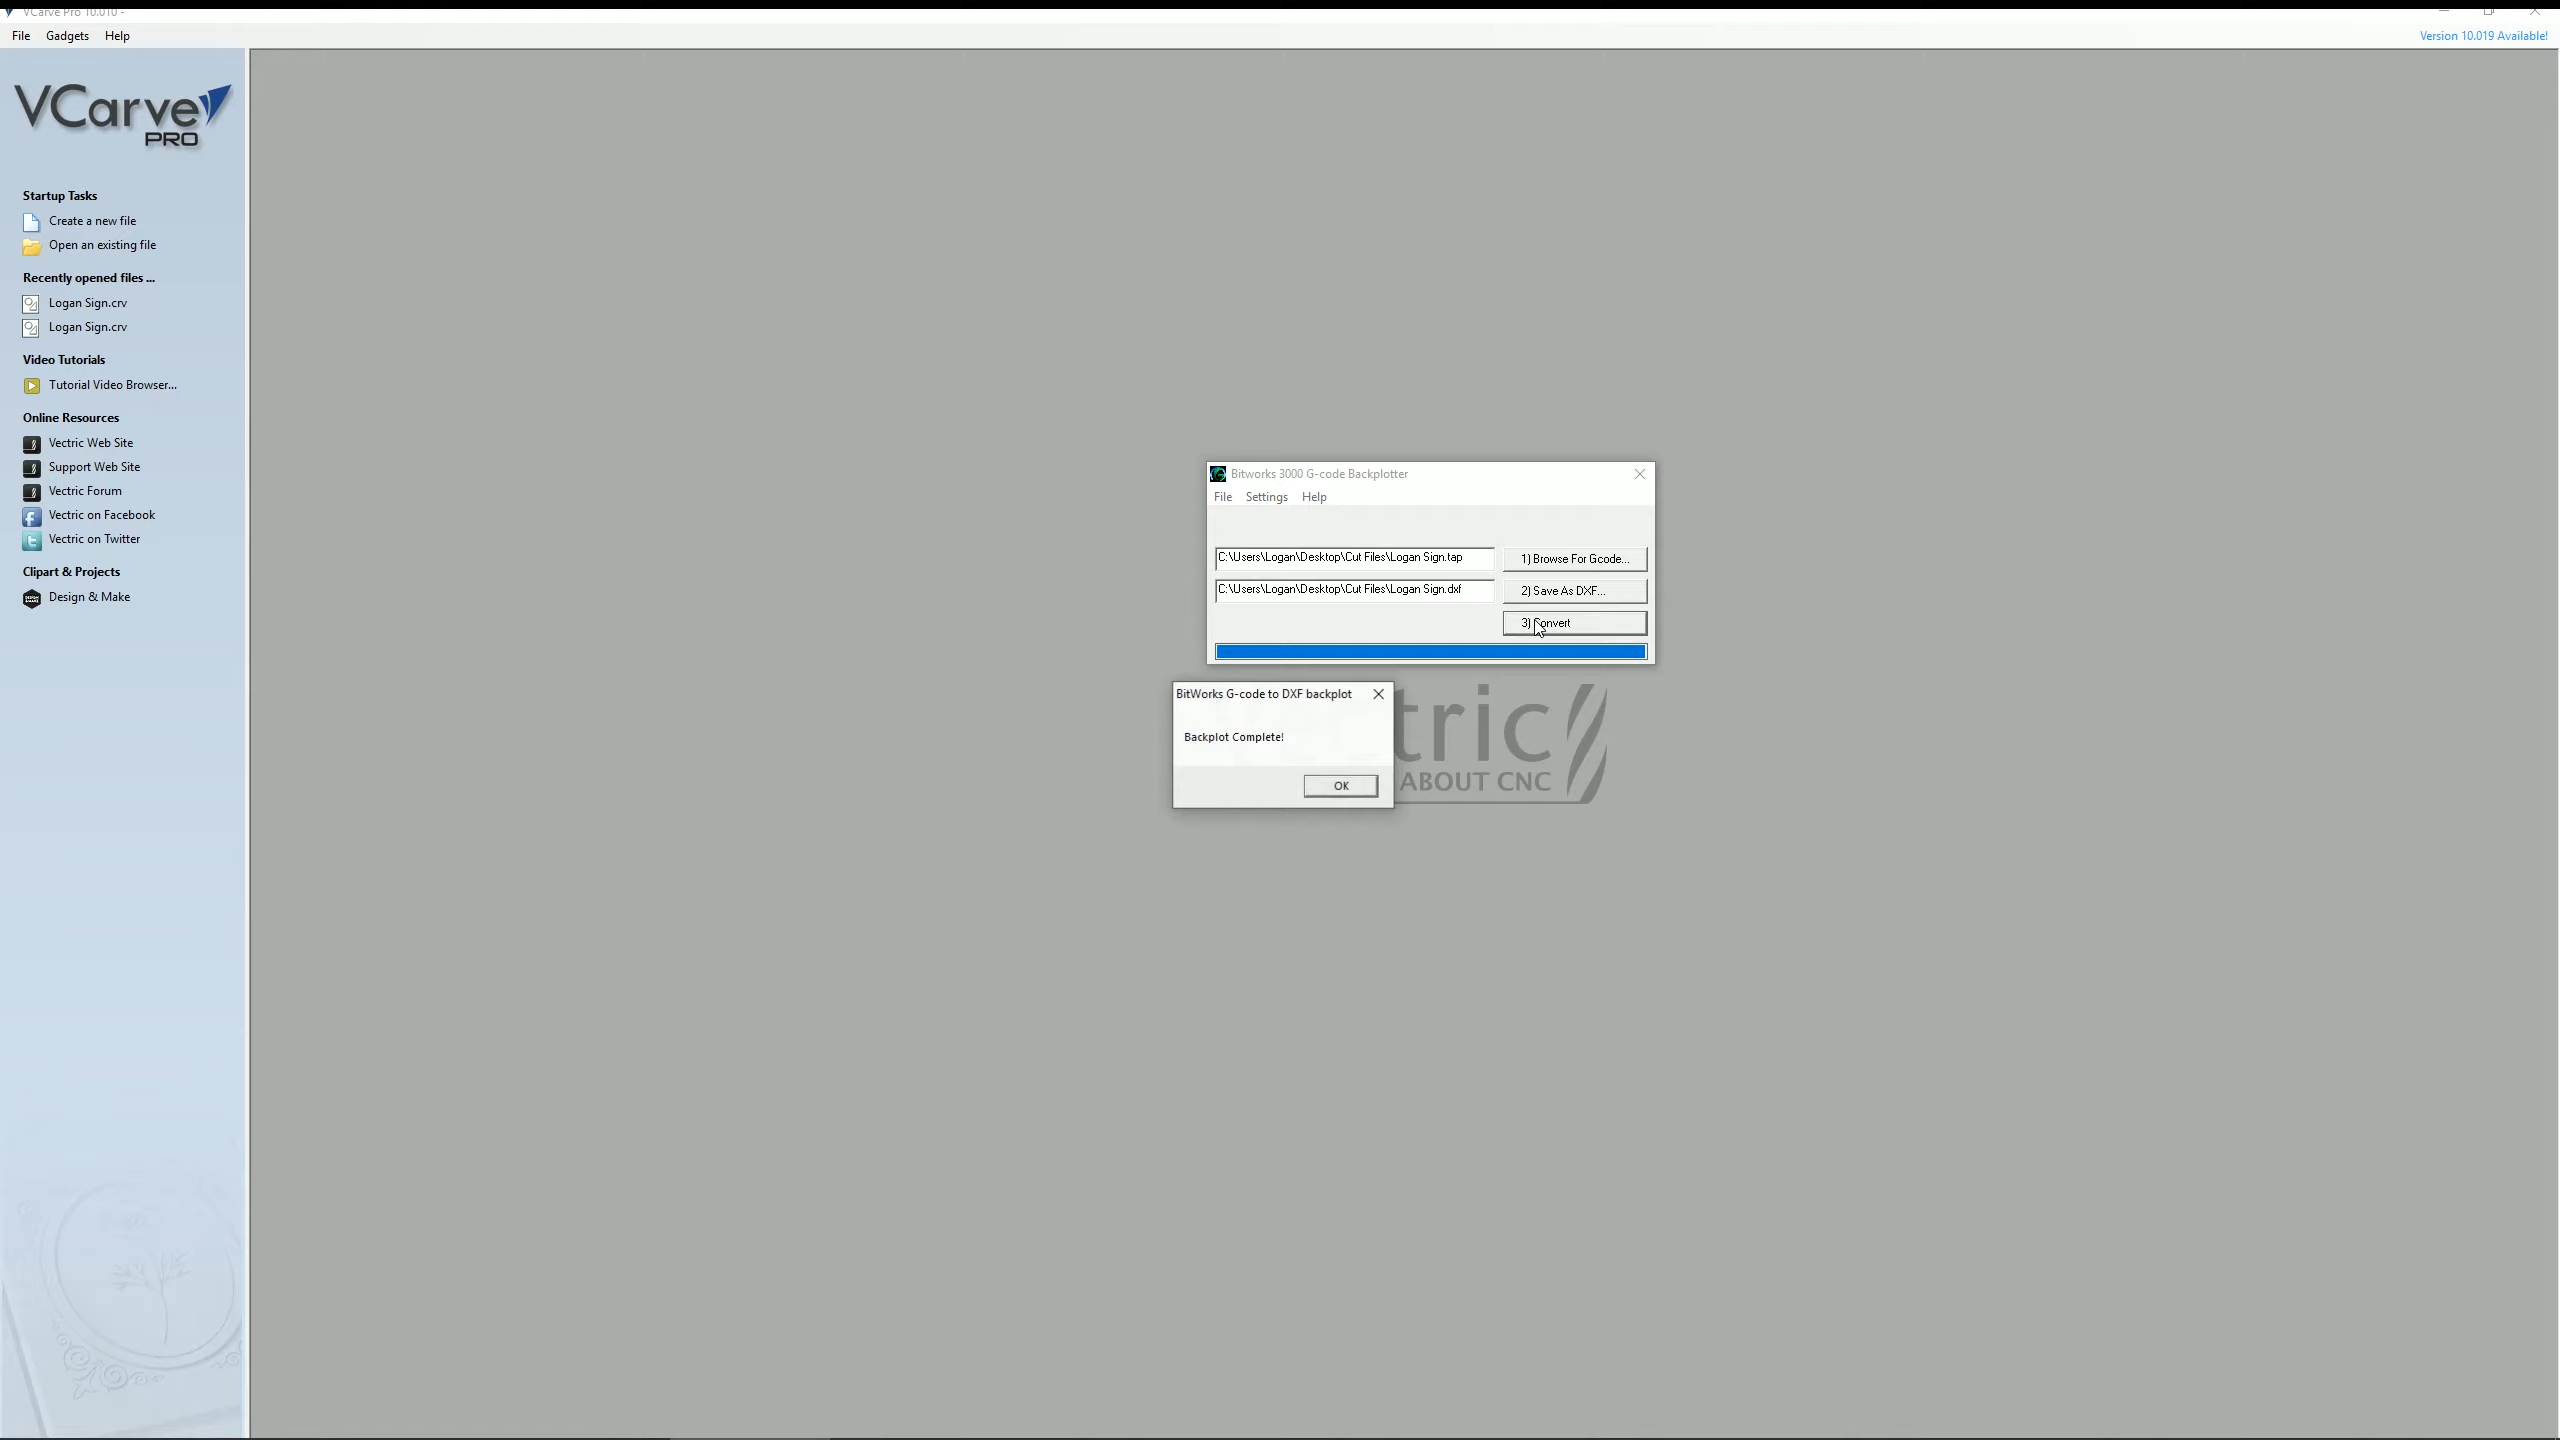 VCarve Pro 10.010 -
File Gadgets Help
Version 10.019 Available!
VCarve
PRO
Startup Tasks
Create a new file
Open an existing file
Recently opened files ...
Logan Sign.crv
Logan Sign.crv
Video Tutorials
Tutorial Video Browser...
Online Resources
Vectric Web Site
Support Web Site
Vectric Forum
Vectric on Facebook
Vectric on Twitter
Clipart & Projects
Design & Make
Bitworks 3000 G-code Backplotter
File Settings Help
C:\Users\Logan\Desktop\Cut Files\Logan Sign.tap
1) Browse For Gcode...
C:\Users\Logan\Desktop\Cut Files\Logan Sign.dxf
2) Save As DXF...
3) Convert
BitWorks G-code to DXF backplot
Backplot Complete!
OK
tric
ABOUT CNC